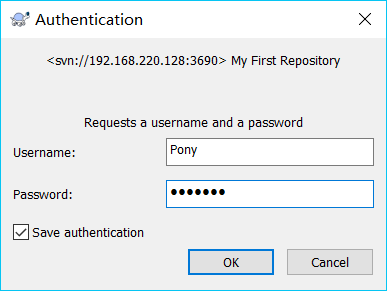 Authentication
<svn://192.168.220.128:3690> My First Repository
Requests a username and a password
Username:
Pony
Password:
●●●●●●●
Save authentication
OK
Cancel